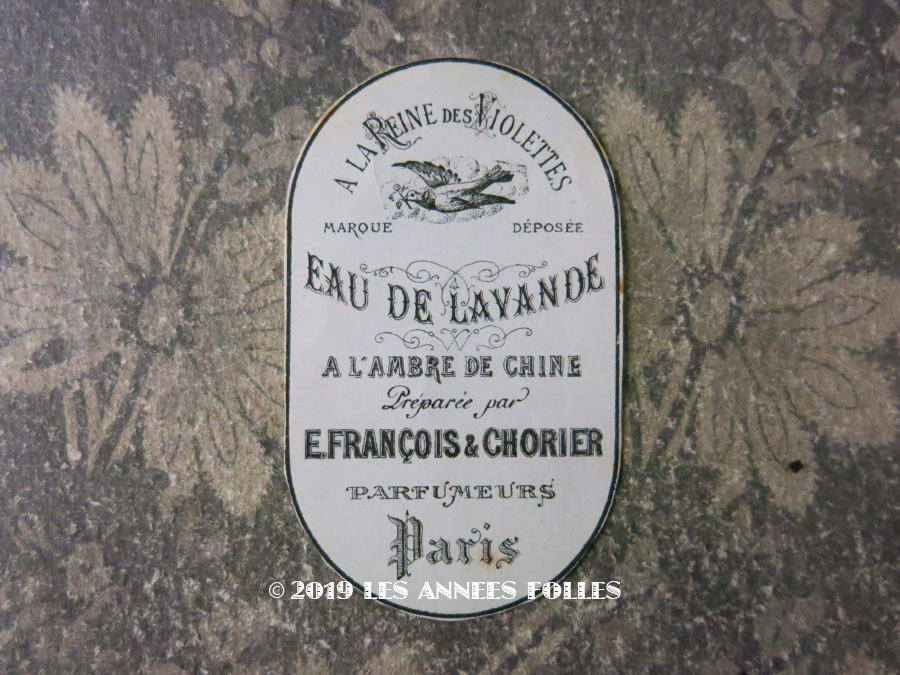 A LA REINE DES VIOLETTES
MARQUE DÉPOSÉE
EAU DE LAVANDE
A L'AMBRE DE CHINE
Préparée par
E. FRANÇOIS & CHORIER
PARFUMEURS
Paris
© 2019 LES ANNEES FOLLES